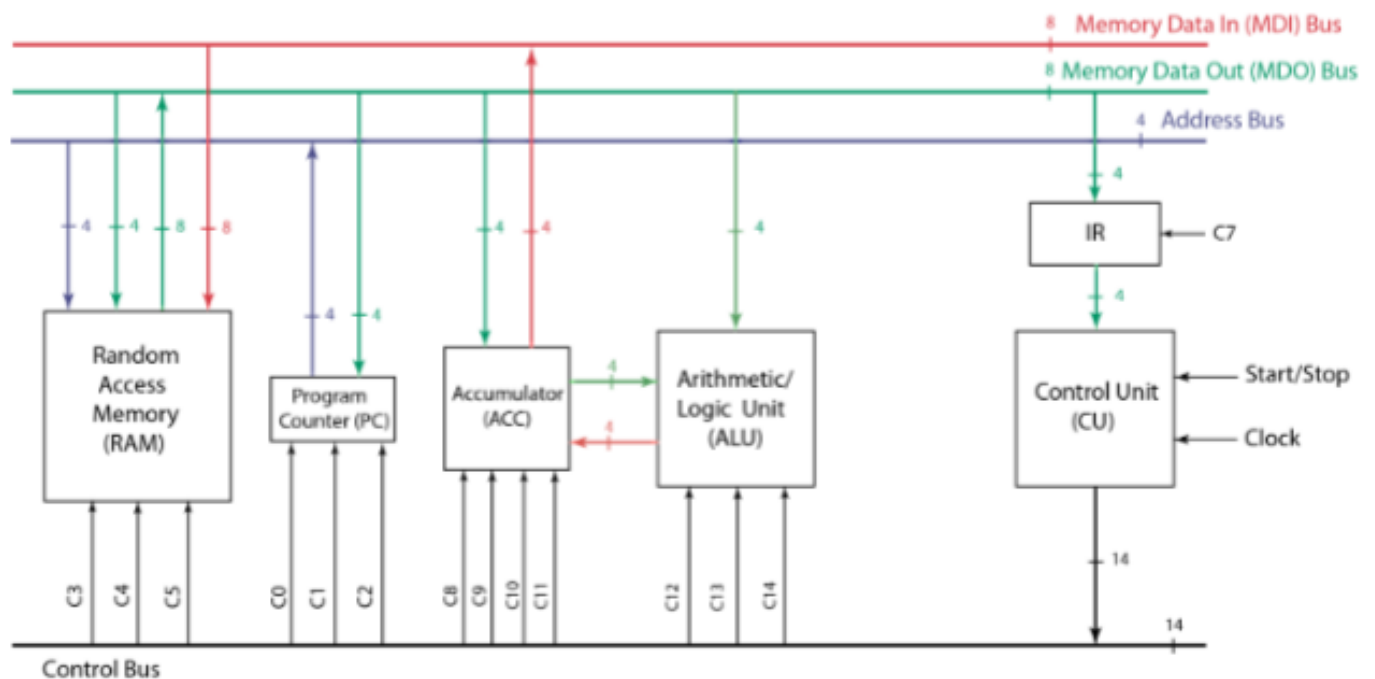 8 Memory Data In (MDI) Bus
8 Memory Data Out (MDO) Bus
4 Address Bus
4
4
4
8
8
4
4
4
4
4
IR
C7
4
Random
Access
Memory
(RAM)
Program
Counter (PC)
Accumulator
(ACC)
4
4
Arithmetic/
Logic Unit
(ALU)
Control Unit
(CU)
Start/Stop
Clock
C3
C4
C5
C0
C1
C2
C8
C9
C10
C11
C12
C13
C14
14
14
Control Bus